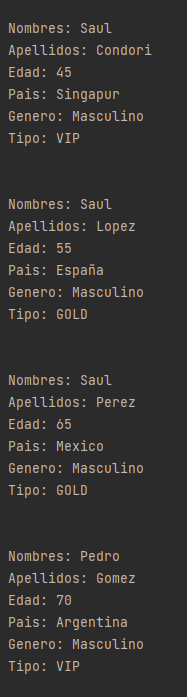 Nombres: Saul
Apellidos: Condori
Edad: 45
Pais: Singapur
Genero: Masculino
Tipo: VIP
Nombres: Saul
Apellidos: Lopez
Edad: 55
Pais: España
Genero: Masculino
Tipo: GOLD
Nombres: Saul
Apellidos: Perez
Edad: 65
Pais: Mexico
Genero: Masculino
Tipo: GOLD
Nombres: Pedro
Apellidos: Gomez
Edad: 70
Pais: Argentina
Genero: Masculino
Tipo: VIP